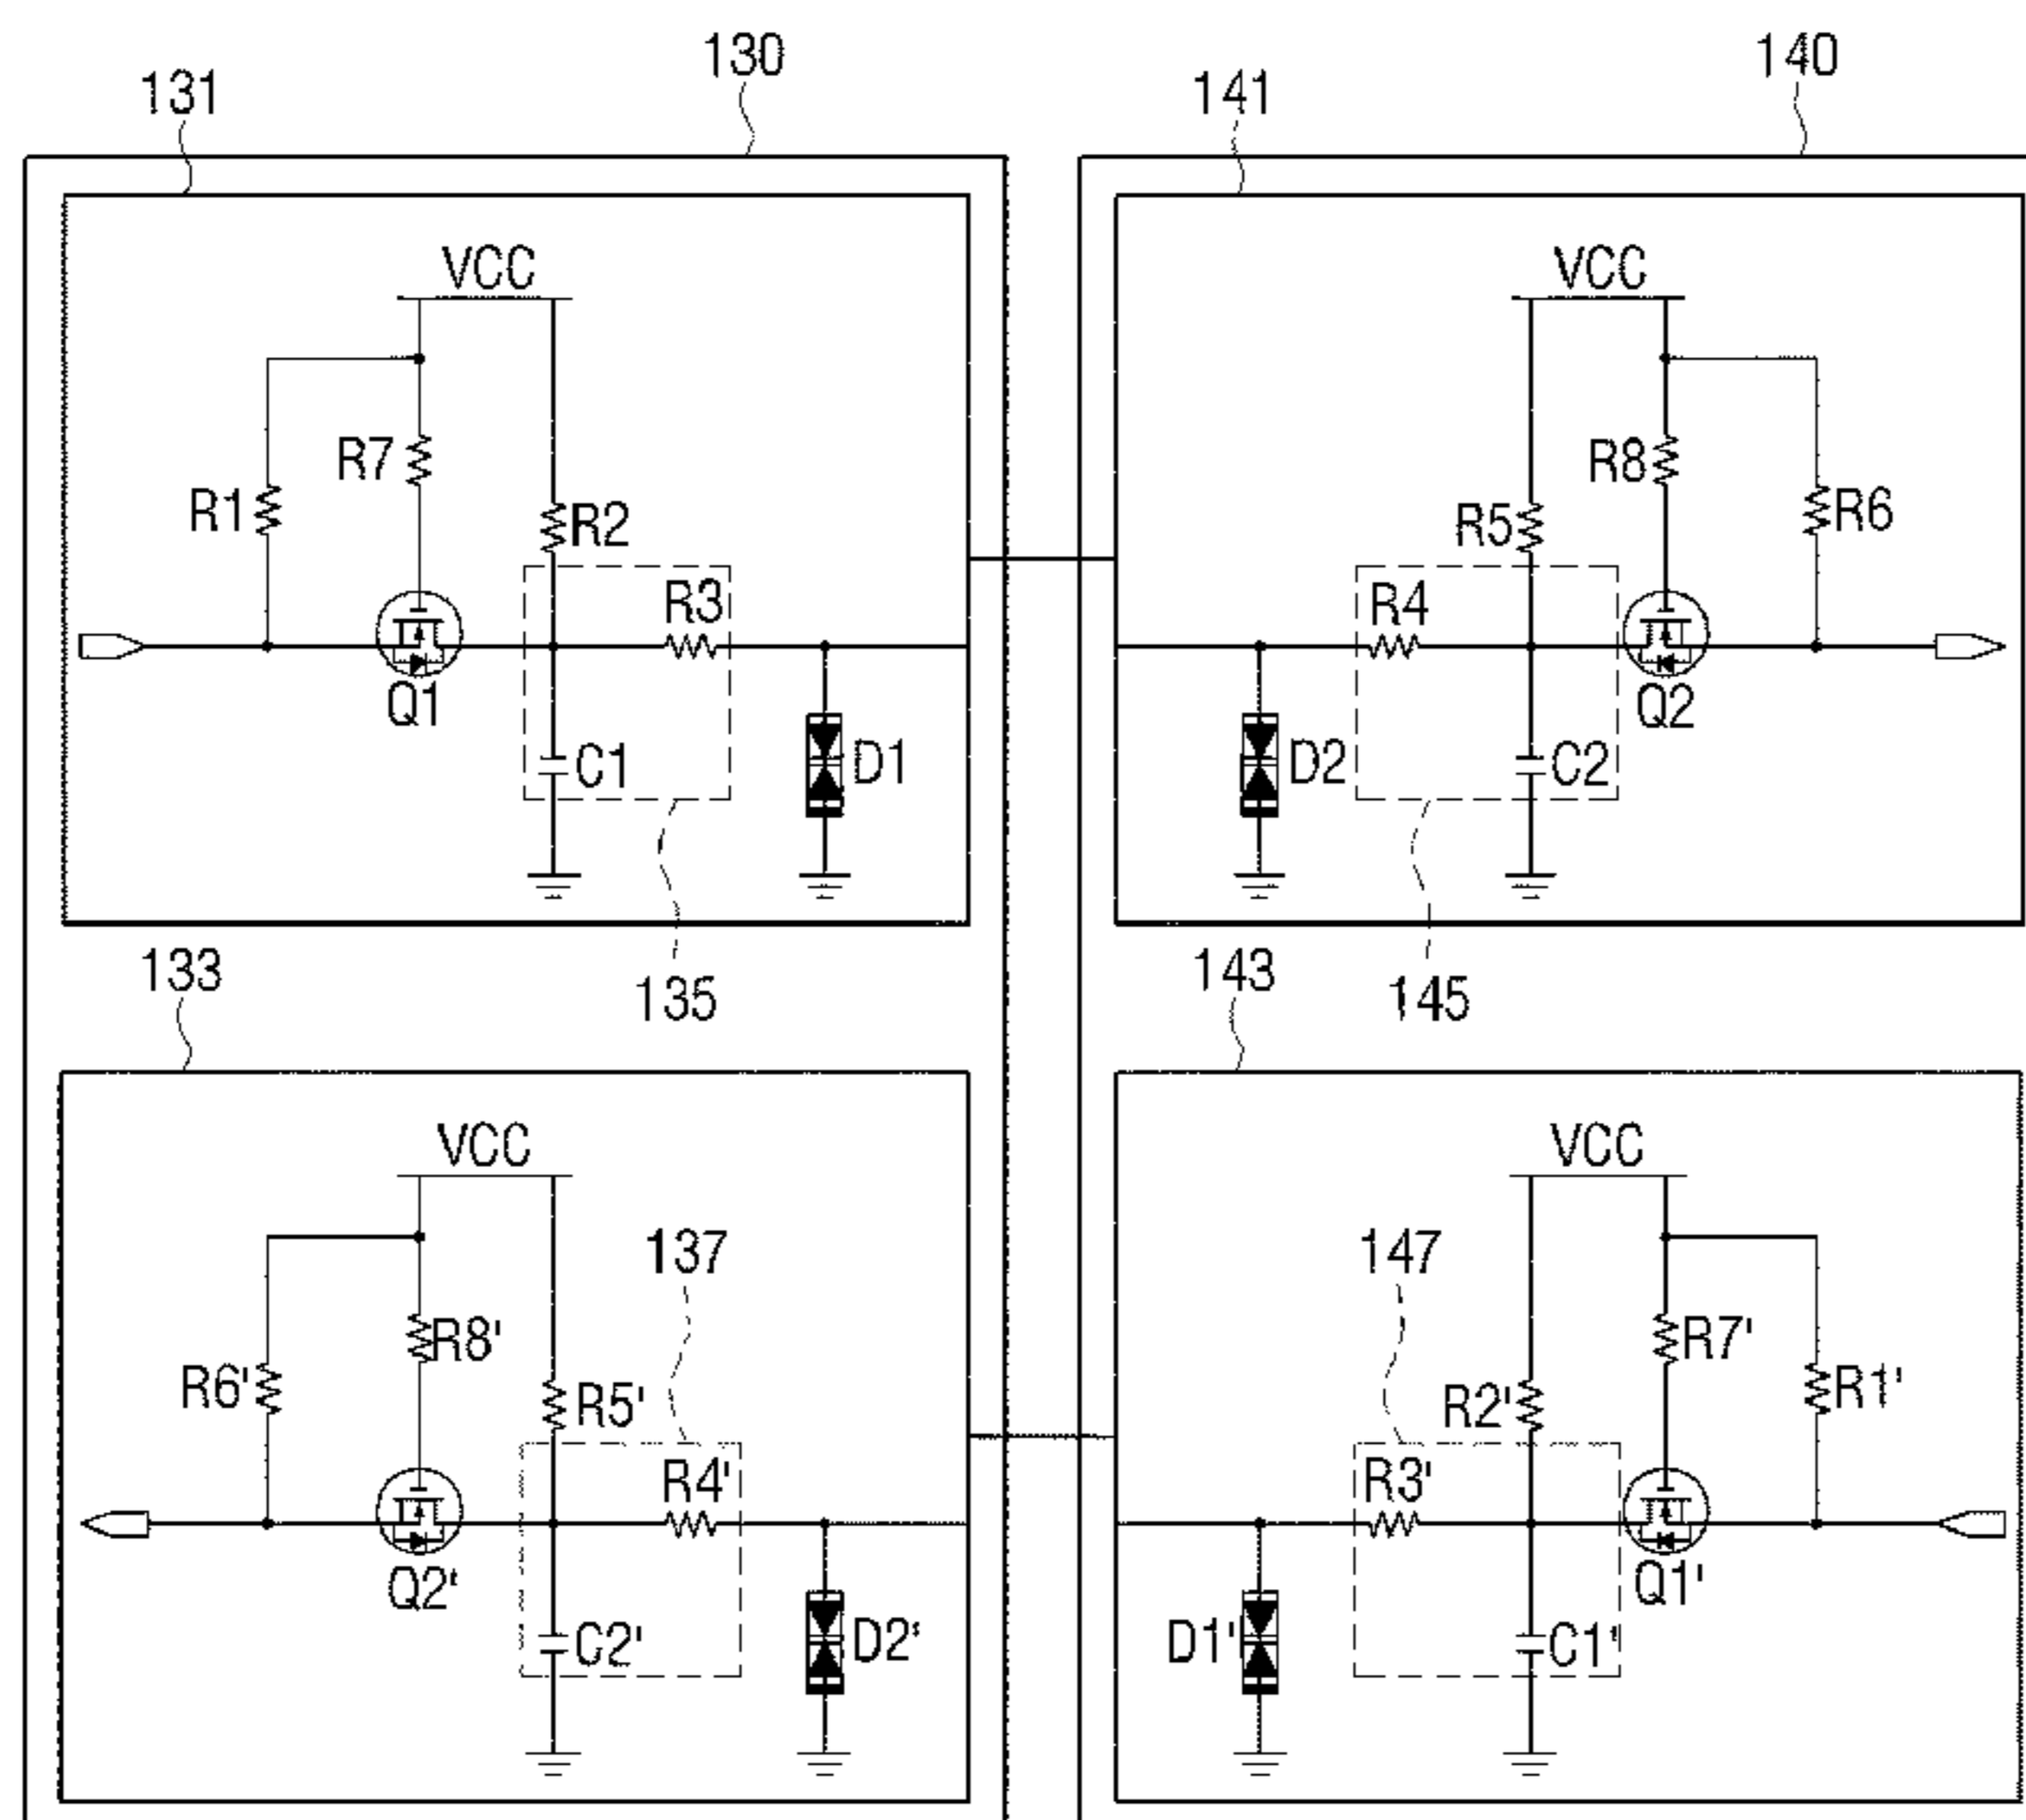 130
140
131
141
VCC
VCC
R7
R8
R1
R2
R5
R6
R3
R4
Q1
Q2
C1
D1
D2
C2
133
143
135
145
VCC
VCC
137
147
R8'
R7'
R6'
R5'
R2'
R1'
R4'
R3'
Q2'
Q1'
C2'
D2'
D1'
C1'